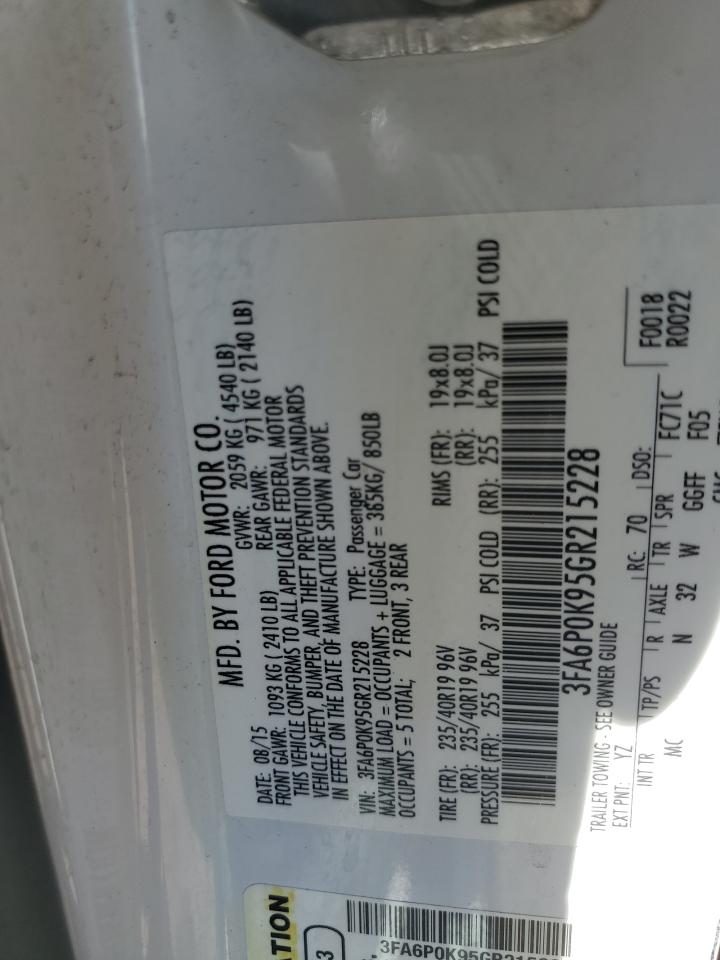 MFD. BY FORD MOTOR CO.
DATE: 08/15 GVWR: 2059 KG ( 4540 LB)
FRONT GAWR: 1093 KG ( 2410 LB) REAR GAWR: 971 KG ( 2140 LB)
THIS VEHICLE CONFORMS TO ALL APPLICABLE FEDERAL MOTOR
VEHICLE SAFETY, BUMPER, AND THEFT PREVENTION STANDARDS
IN EFFECT ON THE DATE OF MANUFACTURE SHOWN ABOVE.
VIN: 3FA6P0K95GR215228 TYPE: Passenger Car
MAXIMUM LOAD = OCCUPANTS + LUGGAGE = 385KG/ 850LB
OCCUPANTS = 5 TOTAL; 2 FRONT, 3 REAR
TIRE (FR): 235/40R19 96V RIMS (FR): 19x8.0J
(RR): 235/40R19 96V (RR): 19x8.0J
PRESSURE (FR): 255 kPa/ 37 PSI COLD (RR): 255 kPa/ 37 PSI COLD
3FA6P0K95GR215228
TRAILER TOWING - SEE OWNER GUIDE F0018
EXT PNT: YZ RC: 70 DSO: R0022
INT TR TP/PS R AXLE TR SPR FC71C
MC N 32 W GGFF F05